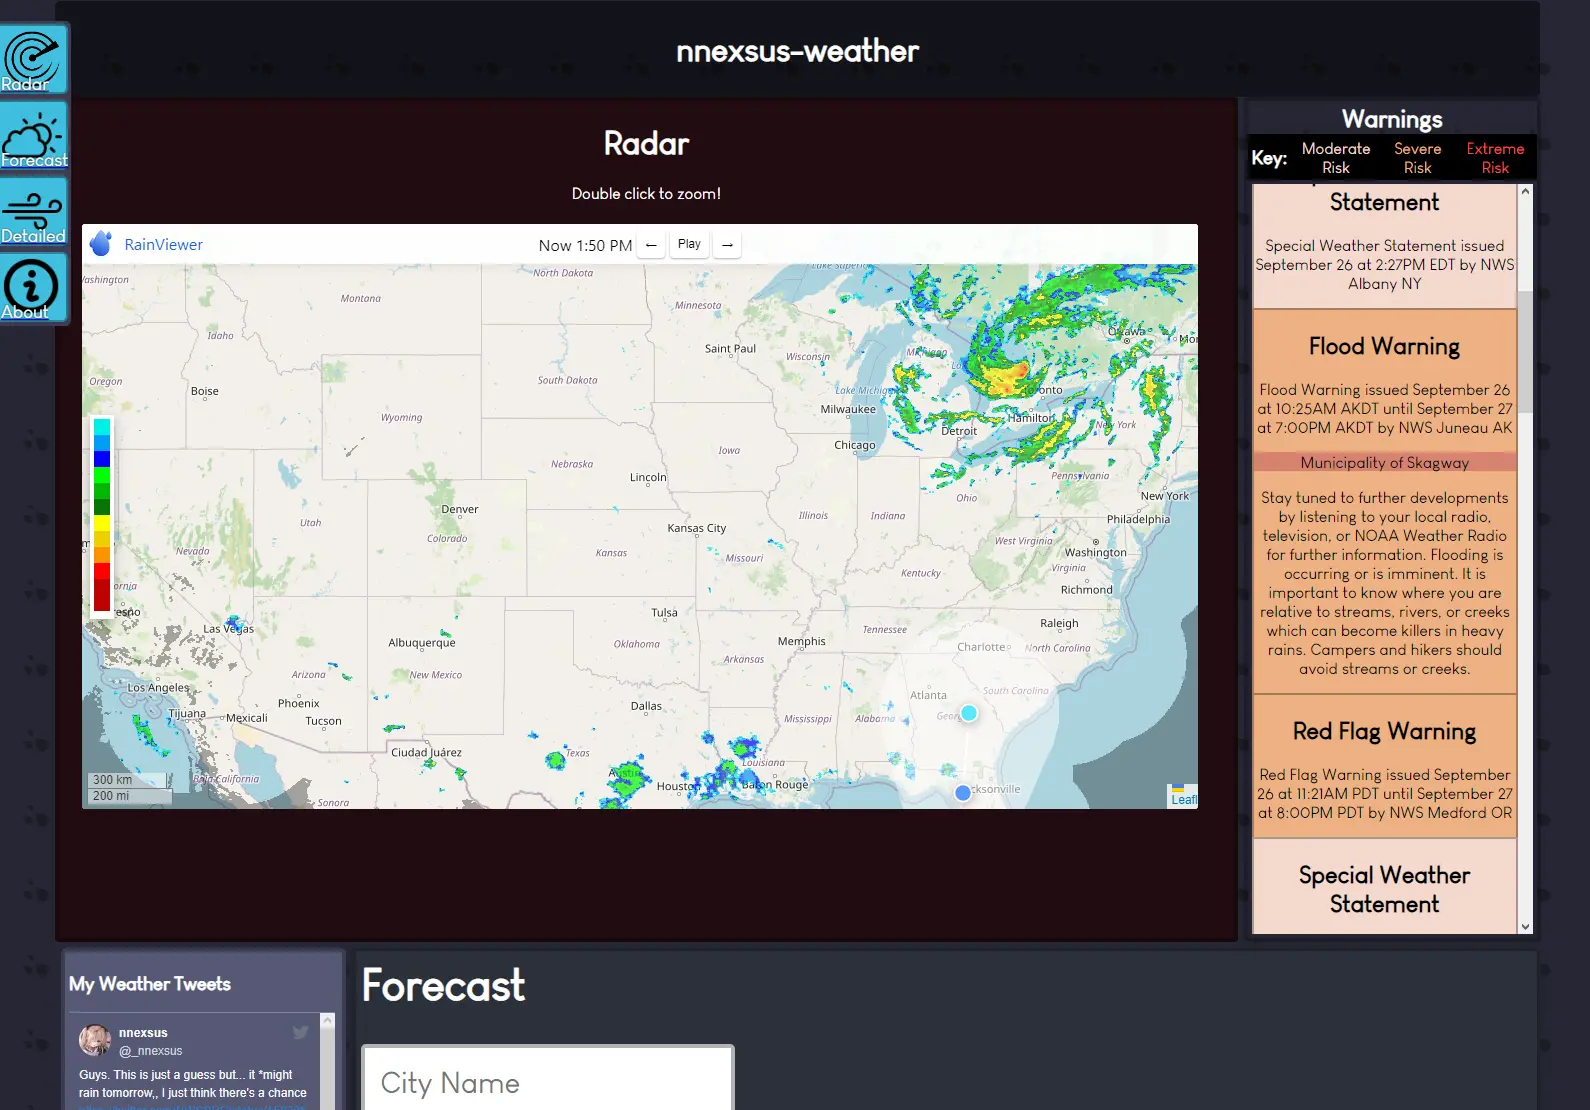 nnexsus-weather
Radar
Forecast
Detailed
About
Radar
Double click to zoom!
RainViewer
Now 1:50 PM
←
Play
→
North Dakota
Lake Superior
Montana
Minnesota
Ottawa
Idaho
Saint Paul
Wisconsin
Michigan
Oregon
Boise
South Dakota
Lake Michig
Milwaukee
Hamilton
Wyoming
New York
Detroit
Chicago
Iowa
Nebraska
Lincoln
Pennsylvania
Ohio
New York
Denver
Utah
Illinois
Indiana
Philadelphia
Kansas City
Colorado
West Virginia
Nevada
Kansas
Missouri
Washington
Kentucky
Virginia
Richmond
Las Vegas
Tulsa
Raleigh
Albuquerque
Oklahoma
Memphis
Tennessee
Charlotte
North Carolina
Arkansas
Arizona
New Mexico
Los Angeles
South Carolina
Atlanta
Phoenix
Dallas
Tijuana
Mexicali
Tucson
Mississippi
Alabama
Ciudad Juárez
Texas
Louisiana
Austin
Baja California
Houston
Baton Rouge
cksonville
Sonora
300 km
200 mi
Leafl
Warnings
Key:
Moderate Risk
Severe Risk
Extreme Risk
Statement
Special Weather Statement issued
September 26 at 2:27PM EDT by NWS
Albany NY
Flood Warning
Flood Warning issued September 26
at 10:25AM AKDT until September 27
at 7:00PM AKDT by NWS Juneau AK
Municipality of Skagway
Stay tuned to further developments
by listening to your local radio,
television, or NOAA Weather Radio
for further information. Flooding is
occurring or is imminent. It is
important to know where you are
relative to streams, rivers, or creeks
which can become killers in heavy
rains. Campers and hikers should
avoid streams or creeks.
Red Flag Warning
Red Flag Warning issued September
26 at 11:21AM PDT until September 27
at 8:00PM PDT by NWS Medford OR
Special Weather
Statement
My Weather Tweets
nnexsus
@_nnexsus
Guys. This is just a guess but... it *might
rain tomorrow,, I just think there's a chance
Forecast
City Name